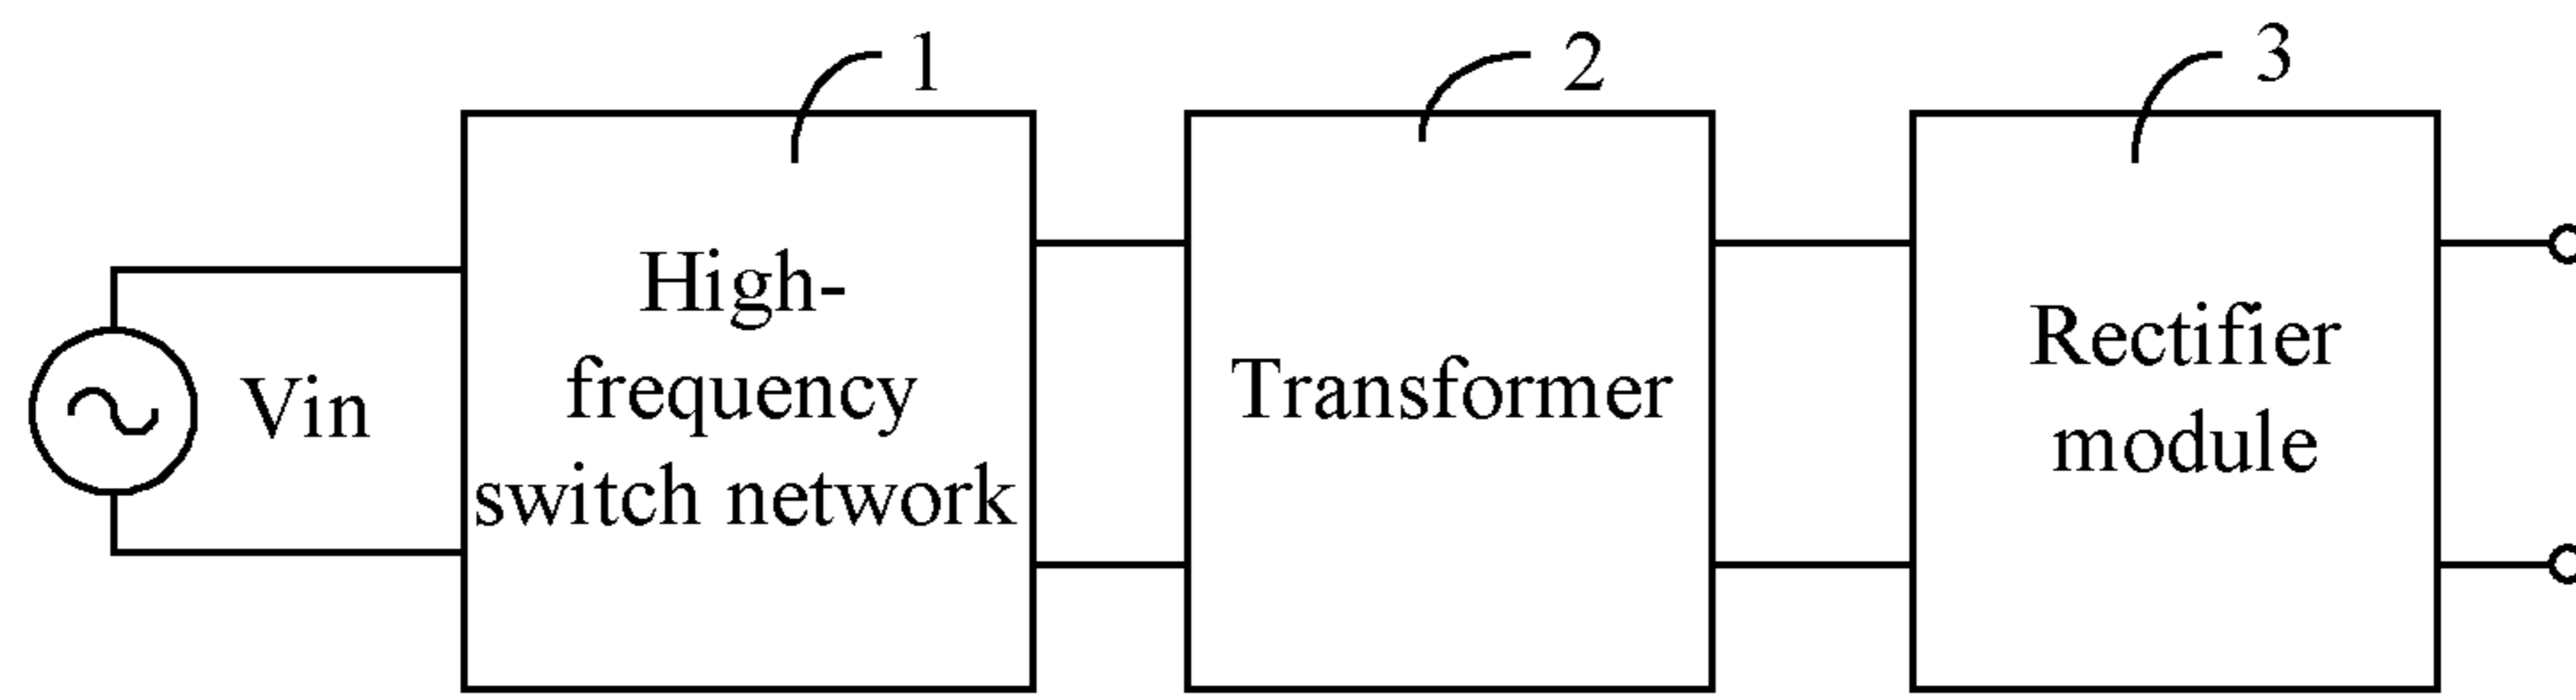 1
2
3
Vin
High-
frequency
switch network
Transformer
Rectifier
module